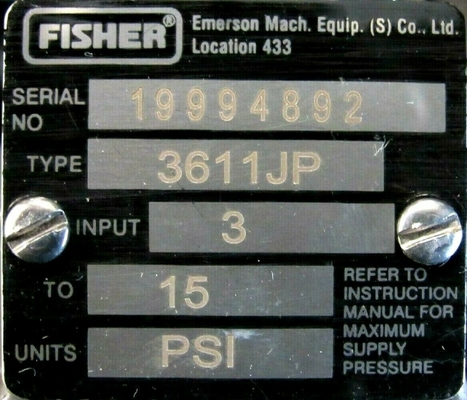 FISHER® Emerson Mach. Equip. (S) Co., Ltd.
Location 433
SERIAL NO 19994892
TYPE 3611JP
INPUT 3
TO 15
UNITS PSI
REFER TO
INSTRUCTION
MANUAL FOR
MAXIMUM
SUPPLY
PRESSURE